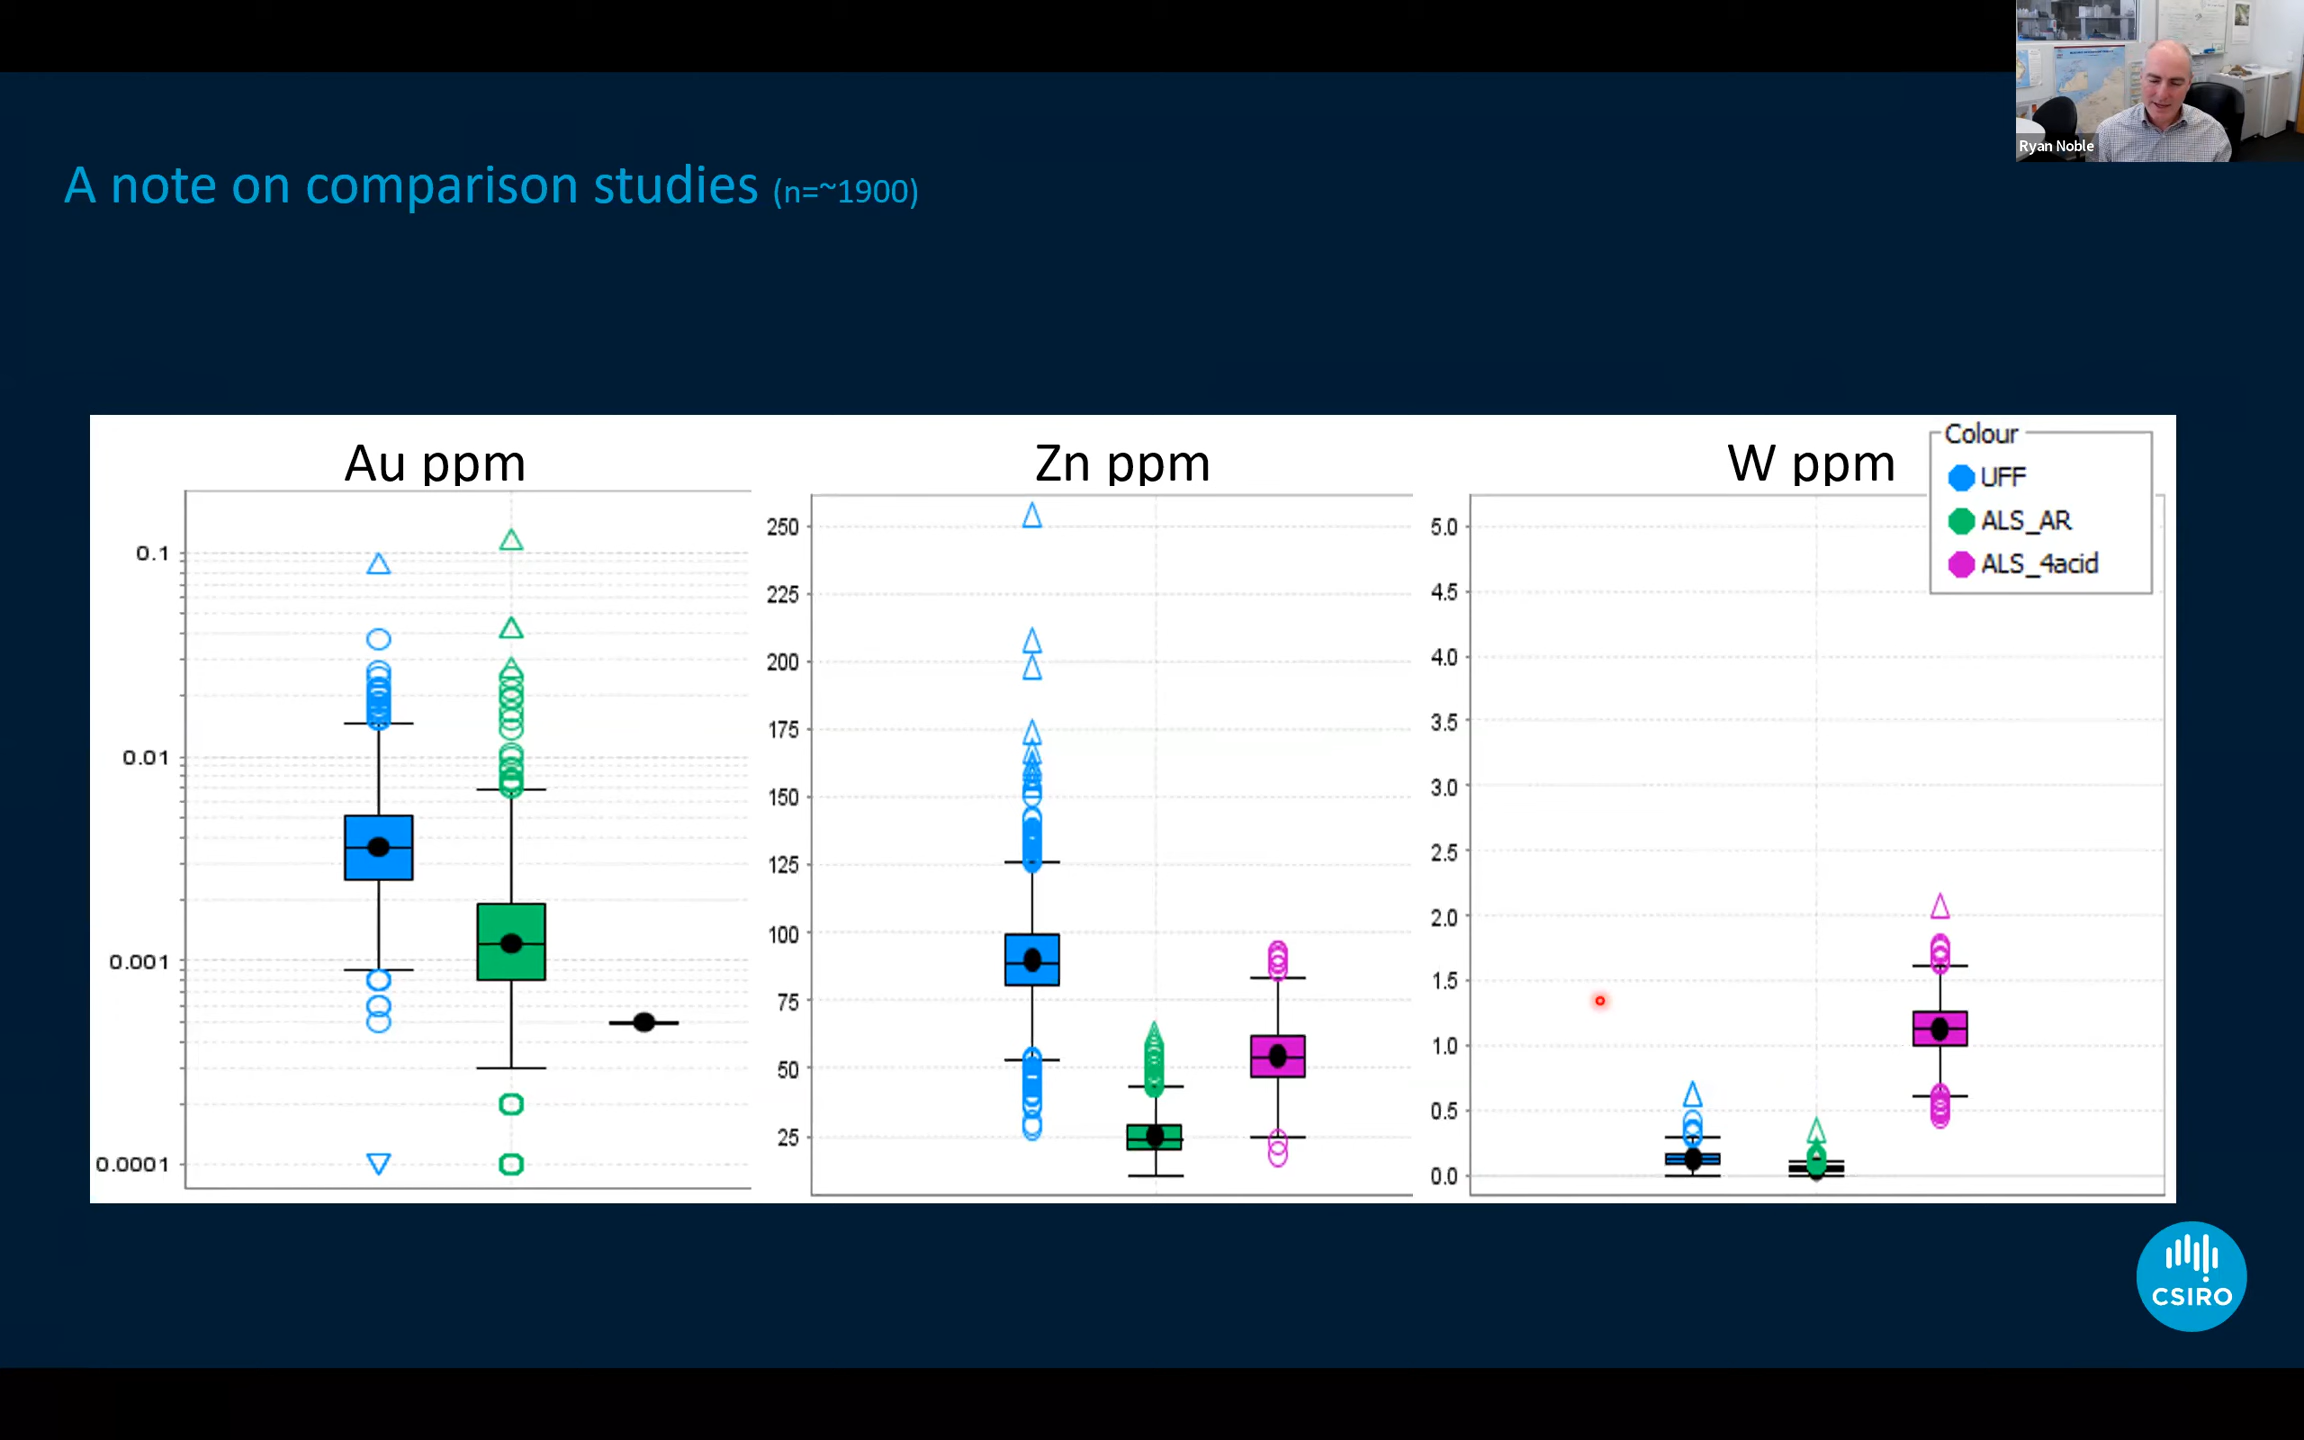 Ryan Noble
A note on comparison studies (n=~1900)
Au ppm
0.1
0.01
0.001
0.0001
Zn ppm
250
225
200
175
150
125
100
75
50
25
W ppm
5.0
4.5
4.0
3.5
3.0
2.5
2.0
1.5
1.0
0.5
0.0
Colour
UFF
ALS_AR
ALS_4acid
CSIRO